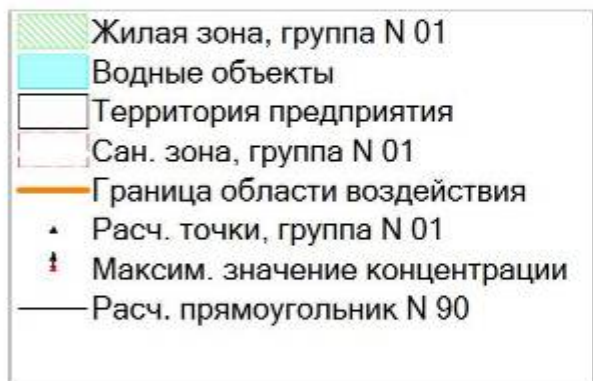 Жилая зона, группа N 01
Водные объекты
Территория предприятия
Сан. зона, группа N 01
Граница области воздействия
Расч. точки, группа N 01
Максим. значение концентрации
Расч. прямоугольник N 90